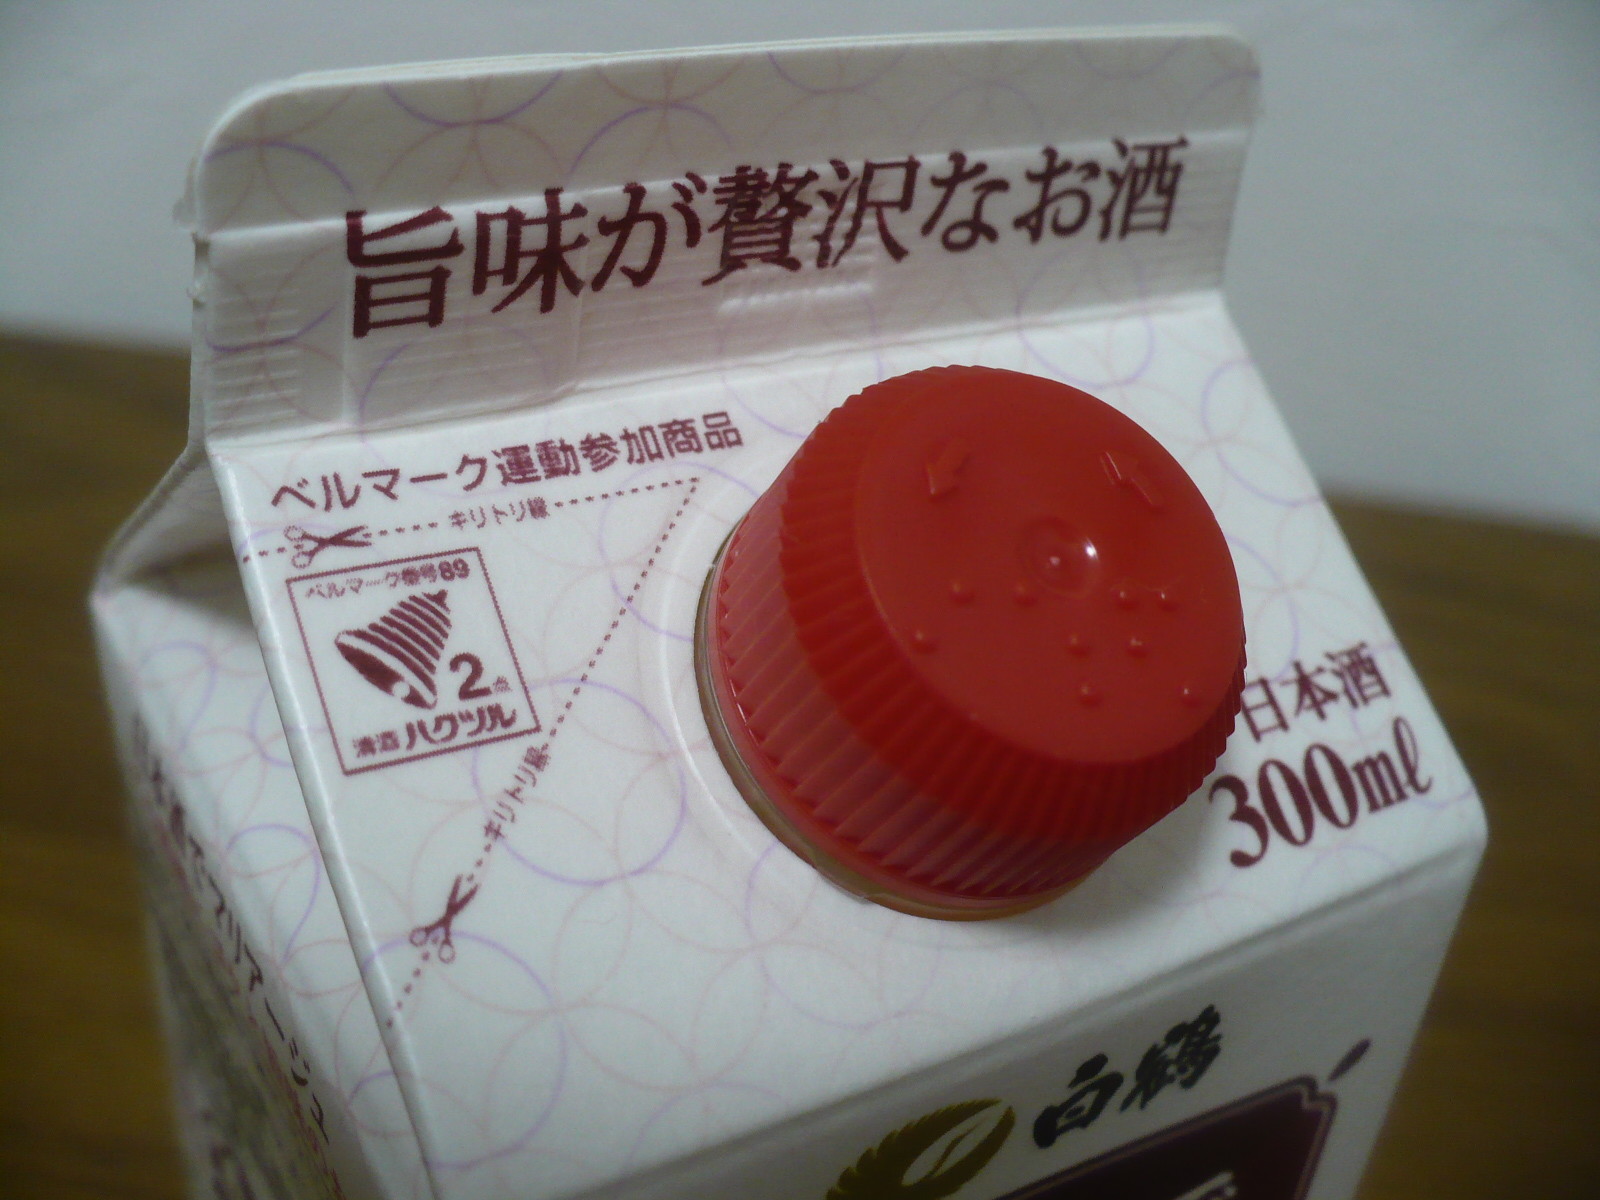 旨味が贅沢なお酒
ベルマーク運動参加商品
キリトリ線
ベルマーク番号89
2点
清酒 ハクツル
キリトリ線
日本酒
300ml
白鶴